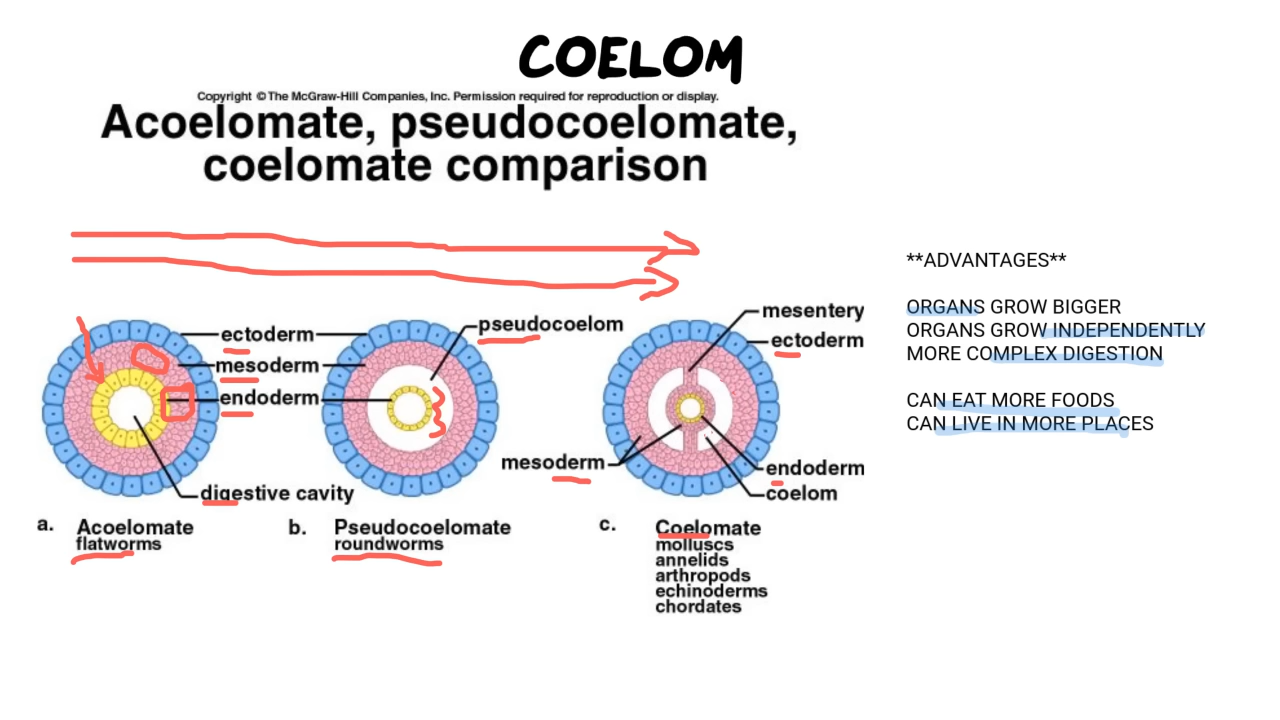 COELOM
Copyright © The McGraw-Hill Companies, Inc. Permission required for reproduction or display.
Acoelomate, pseudocoelomate,
coelomate comparison
ectoderm
mesoderm
endoderm
digestive cavity
a. Acoelomate
flatworms
pseudocoelom
b. Pseudocoelomate
roundworms
mesentery
ectoderm
mesoderm
endoderm
coelom
c. Coelomate
molluscs
annelids
arthropods
echinoderms
chordates
**ADVANTAGES**
ORGANS GROW BIGGER
ORGANS GROW INDEPENDENTLY
MORE COMPLEX DIGESTION
CAN EAT MORE FOODS
CAN LIVE IN MORE PLACES